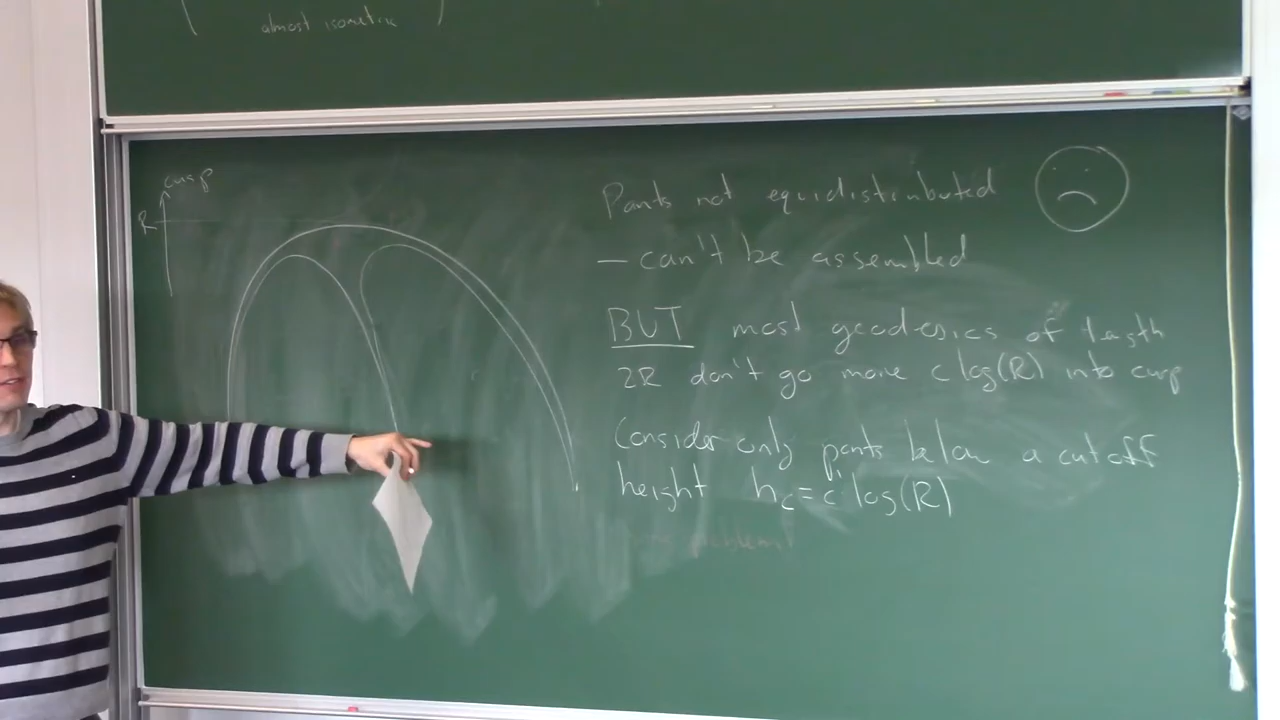 almost isometric
cusp
R
Pants not equidistributed
— can't be assembled
BUT most geodesics of length
2R don't go more c log(R) into cusp
Consider only pants below a cutoff
height h_c = c' log(R)
problem!